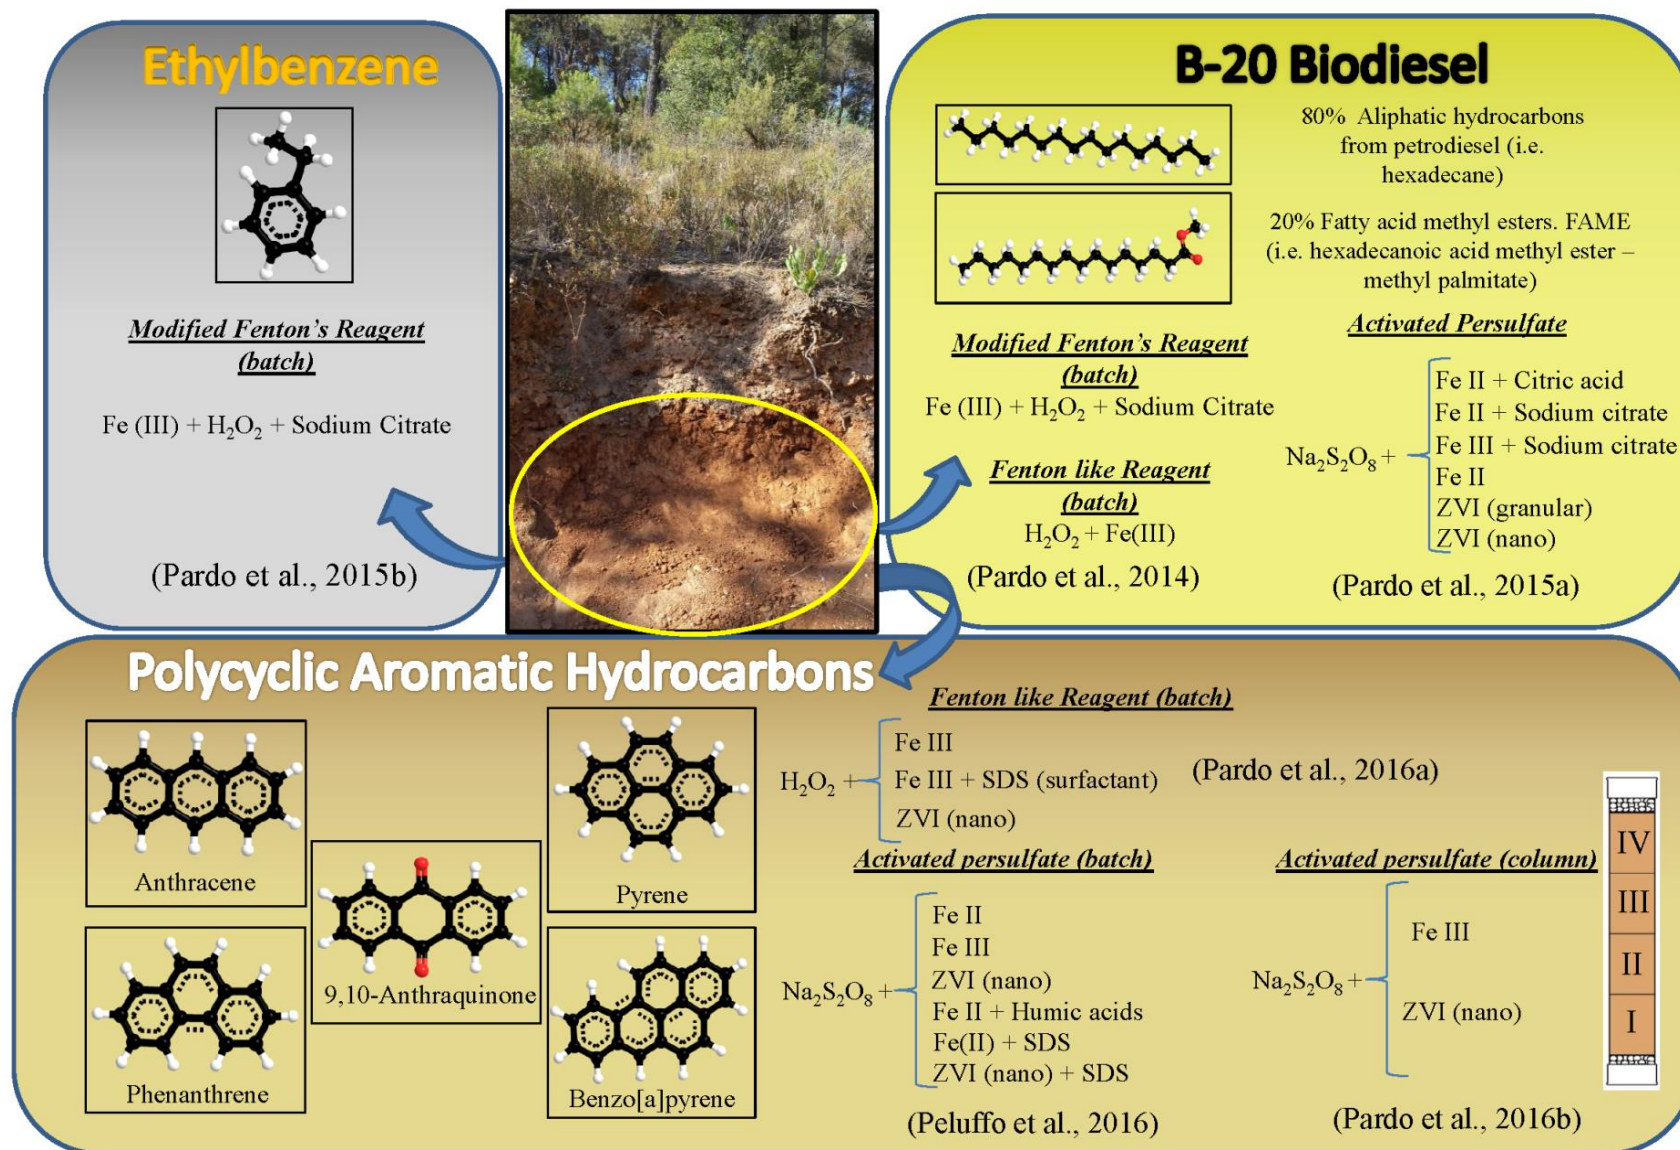 Ethylbenzene
Modified Fenton's Reagent
(batch)
Fe (III) + H₂O₂ + Sodium Citrate
(Pardo et al., 2015b)
B-20 Biodiesel
80% Aliphatic hydrocarbons
from petrodiesel (i.e.
hexadecane)
20% Fatty acid methyl esters. FAME
(i.e. hexadecanoic acid methyl ester –
methyl palmitate)
Modified Fenton's Reagent
(batch)
Fe (III) + H₂O₂ + Sodium Citrate
Fenton like Reagent
(batch)
H₂O₂ + Fe(III)
(Pardo et al., 2014)
Activated Persulfate
Na₂S₂O₈ +
Fe II + Citric acid
Fe II + Sodium citrate
Fe III + Sodium citrate
Fe II
ZVI (granular)
ZVI (nano)
(Pardo et al., 2015a)
Polycyclic Aromatic Hydrocarbons
Anthracene
Phenanthrene
9,10-Anthraquinone
Pyrene
Benzo[a]pyrene
Fenton like Reagent (batch)
H₂O₂ +
Fe III
Fe III + SDS (surfactant)
ZVI (nano)
(Pardo et al., 2016a)
Activated persulfate (batch)
Na₂S₂O₈ +
Fe II
Fe III
ZVI (nano)
Fe II + Humic acids
Fe(II) + SDS
ZVI (nano) + SDS
(Peluffo et al., 2016)
Activated persulfate (column)
Na₂S₂O₈ +
Fe III
ZVI (nano)
(Pardo et al., 2016b)
IV
III
II
I